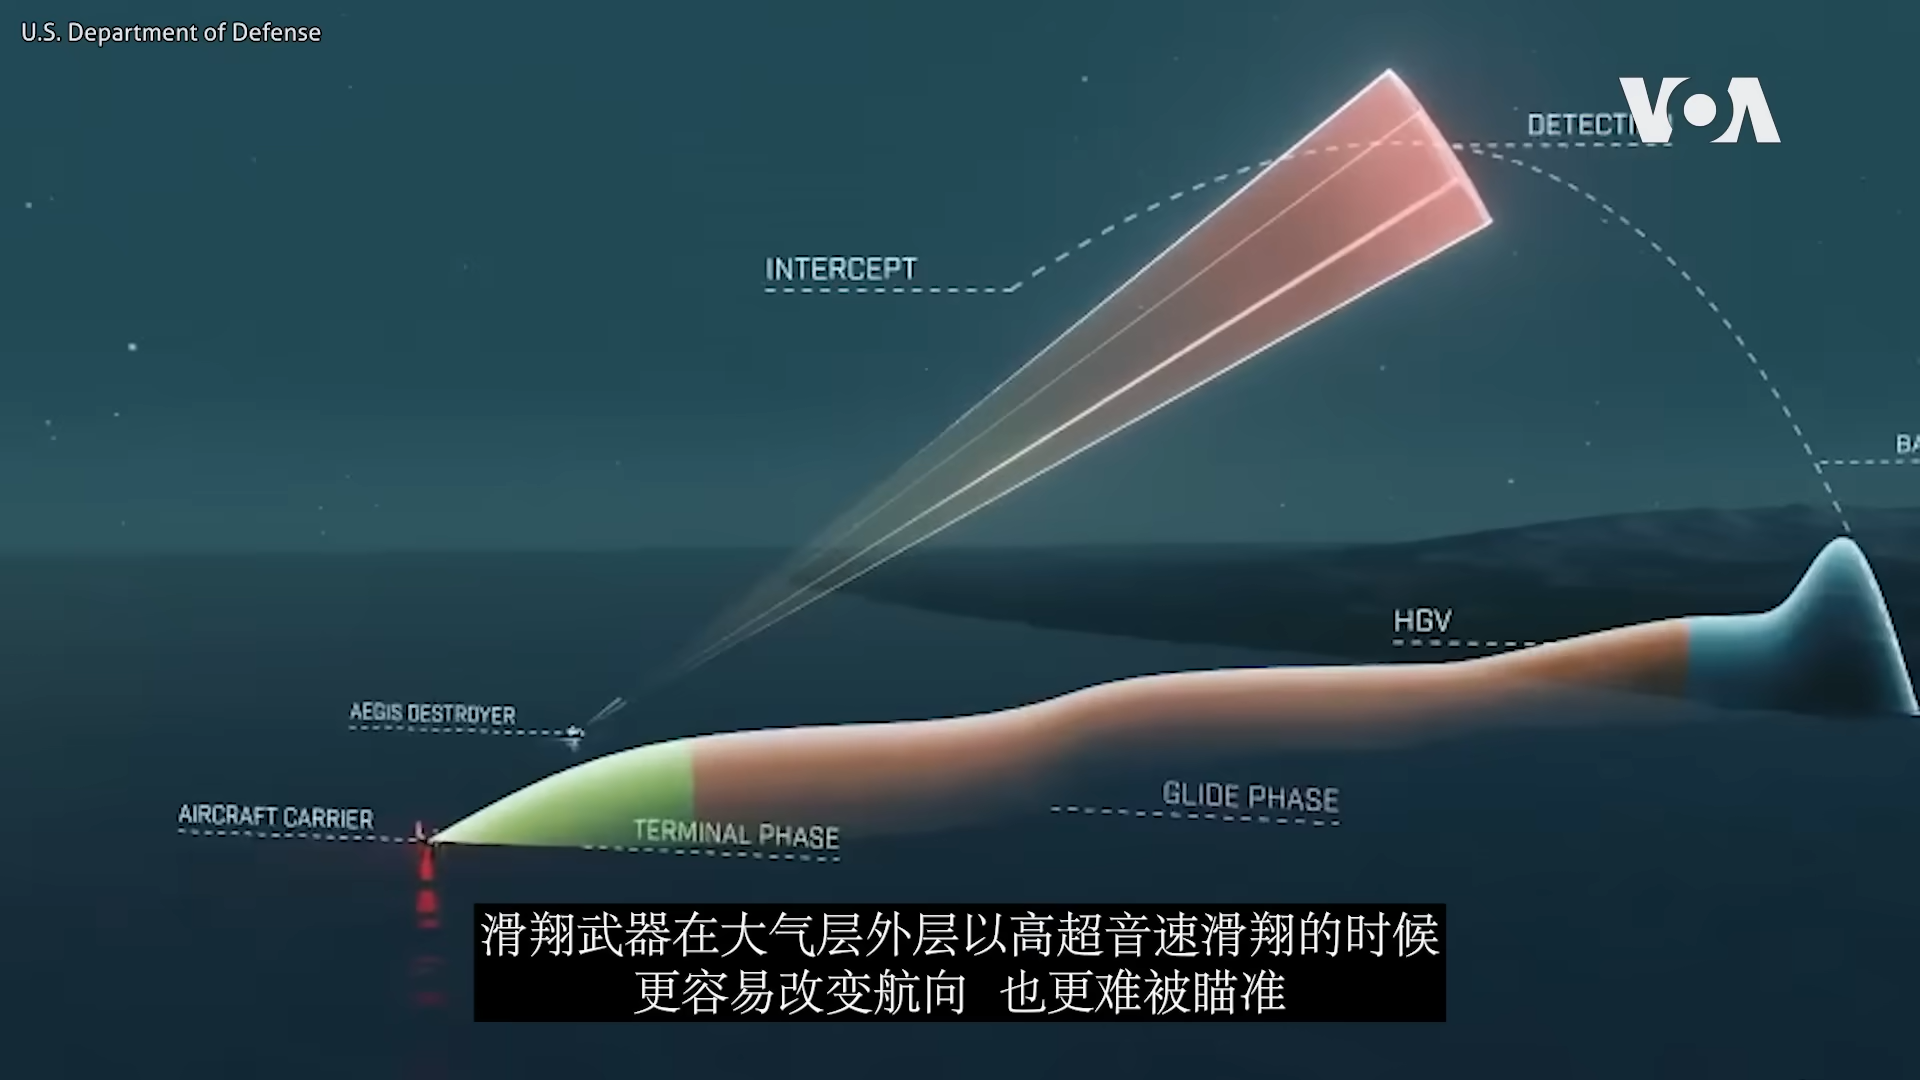 U.S. Department of Defense
VOA
INTERCEPT
HGV
AEGIS DESTROYER
GLIDE PHASE
AIRCRAFT CARRIER
TERMINAL PHASE
滑翔武器在大气层外层以高超音速滑翔的时候
更容易改变航向 也更难被瞄准